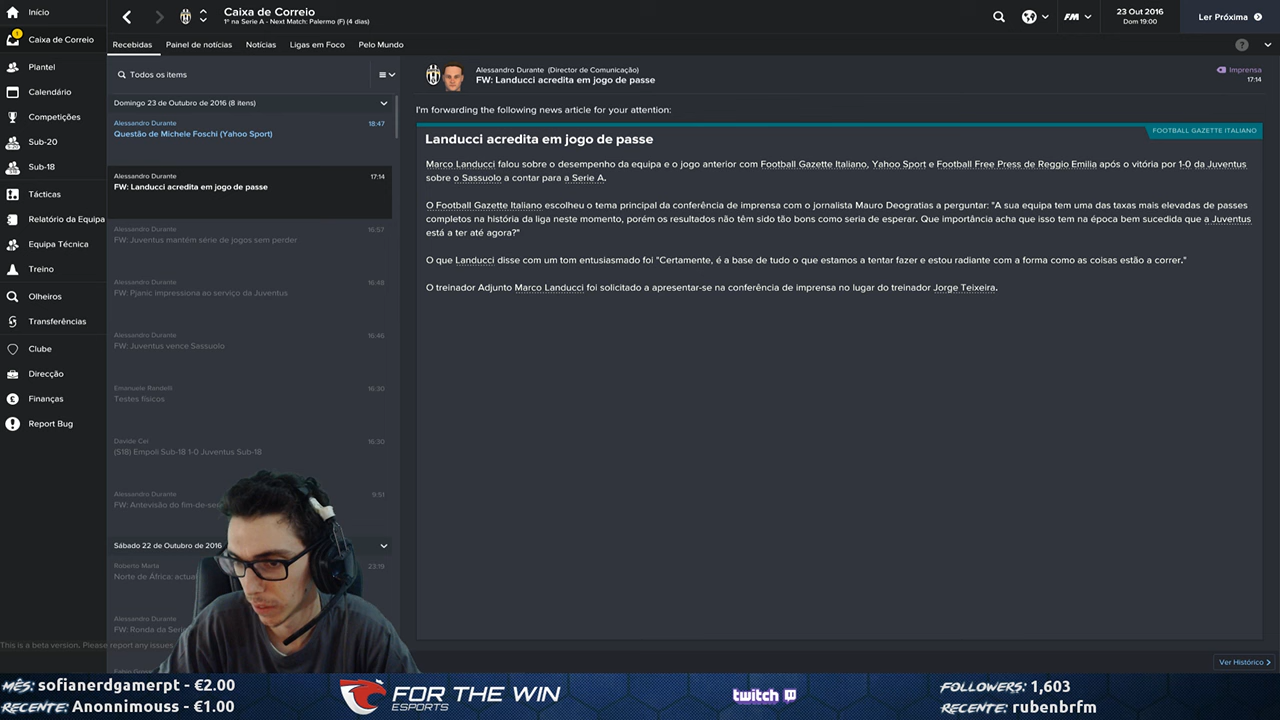 Início
Caixa de Correio
1º na Serie A - Next Match: Palermo (F) (4 dias)
FM
23 Out 2016
Dom 19:00
Ler Próxima
1
Caixa de Correio
Recebidas
Painel de notícias
Notícias
Ligas em Foco
Pelo Mundo
?
Plantel
Calendário
Competições
Sub-20
Sub-18
Tácticas
Relatório da Equipa
Equipa Técnica
Treino
Olheiros
Transferências
Clube
Direcção
Finanças
Report Bug
Todos os items
Domingo 23 de Outubro de 2016 (8 itens)
Alessandro Durante 18:47
Questão de Michele Foschi (Yahoo Sport)
Alessandro Durante 17:14
FW: Landucci acredita em jogo de passe
Alessandro Durante 16:57
FW: Juventus mantém série de jogos sem perder
Alessandro Durante 16:48
FW: Pjanic impressiona ao serviço da Juventus
Alessandro Durante 16:46
FW: Juventus vence Sassuolo
Emanuele Rondelli 16:30
Testes físicos
Davide Cei 16:30
(S18) Empoli Sub-18 1-0 Juventus Sub-18
Alessandro Durante 9:51
FW: Antevisão do fim-de-
Sábado 22 de Outubro de 2016
Roberto Marta 23:19
Norte de África:
Alessandro Durante
FW: Ronda da
This is a beta version. Please report any issues
Alessandro Durante (Director de Comunicação)
FW: Landucci acredita em jogo de passe
Imprensa
17:14
I'm forwarding the following news article for your attention:
FOOTBALL GAZETTE ITALIANO
Landucci acredita em jogo de passe
Marco Landucci falou sobre o desempenho da equipa e o jogo anterior com Football Gazette Italiano, Yahoo Sport e Football Free Press de Reggio Emilia após o vitória por 1-0 da Juventus
sobre o Sassuolo a contar para a Serie A.
O Football Gazette Italiano escolheu o tema principal da conferência de imprensa com o jornalista Mauro Deogratias a perguntar: "A sua equipa tem uma das taxas mais elevadas de passes
completos na história da liga neste momento, porém os resultados não têm sido tão bons como seria de esperar. Que importância acha que isso tem na época bem sucedida que a Juventus
está a ter até agora?"
O que Landucci disse com um tom entusiasmado foi "Certamente, é a base de tudo o que estamos a tentar fazer e estou radiante com a forma como as coisas estão a correr."
O treinador Adjunto Marco Landucci foi solicitado a apresentar-se na conferência de imprensa no lugar do treinador Jorge Teixeira.
Ver Histórico
MÊS: sofianerdgamerpt - €2.00
RECENTE: Anonnimouss - €1.00
FOR THE WIN
ESPORTS
twitch
FOLLOWERS: 1,603
RECENTE: rubenbrfm